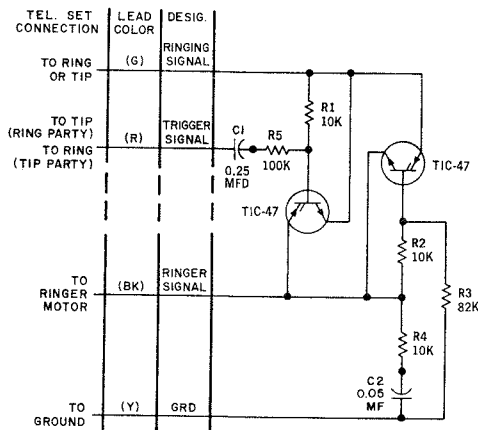 TEL. SET CONNECTION
LEAD COLOR
DESIG.
TO RING OR TIP
(G)
RINGING SIGNAL
TO TIP (RING PARTY)
TO RING (TIP PARTY)
(R)
TRIGGER SIGNAL
C1
0.25 MFD
R5
100K
R1
10K
TIC-47
TIC-47
R2
10K
R3
82K
TO RINGER MOTOR
(BK)
RINGER SIGNAL
R4
10K
C2
0.05 MF
TO GROUND
(Y)
GRD